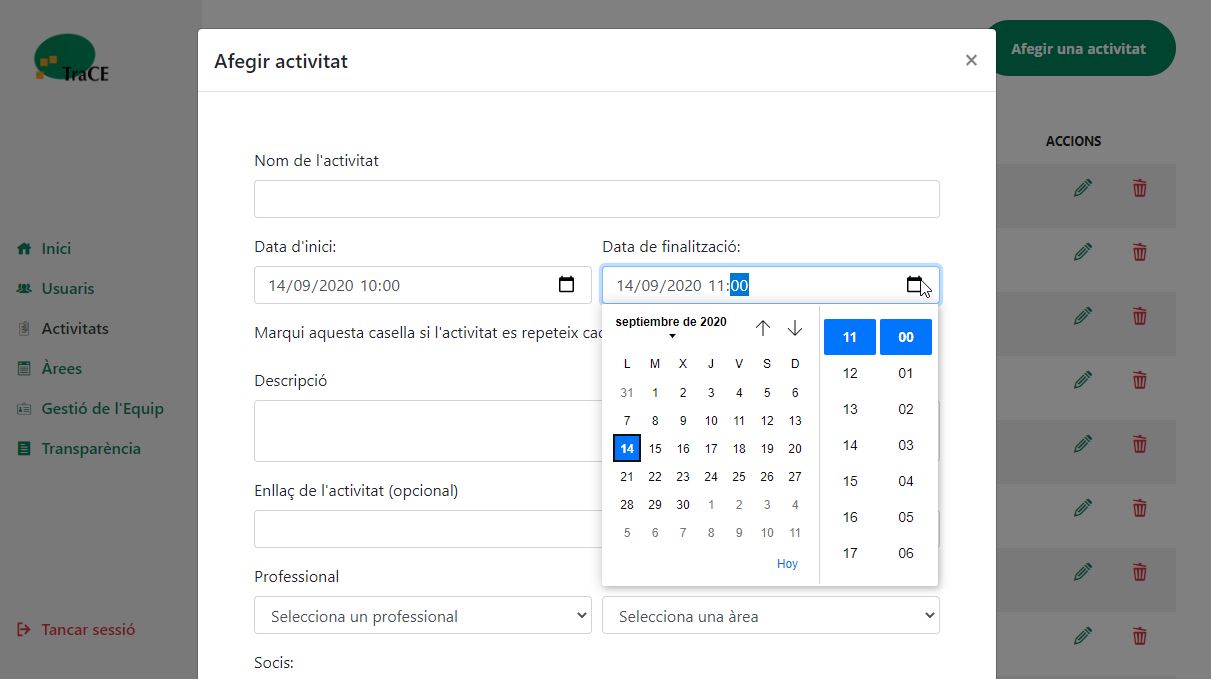 TraCE
Inici
Usuaris
Activitats
Àrees
Gestió de l'Equip
Transparència
Tancar sessió
Afegir una activitat
ACCIONS
Afegir activitat
×
Nom de l'activitat
Data d'inici:
Data de finalització:
14/09/2020 10:00
14/09/2020 11:00
Marqui aquesta casella si l'activitat es repeteix
septiembre de 2020
L M X J V S D
31 1 2 3 4 5 6
7 8 9 10 11 12 13
14 15 16 17 18 19 20
21 22 23 24 25 26 27
28 29 30 1 2 3 4
5 6 7 8 9 10 11
Hoy
11 00
12 01
13 02
14 03
15 04
16 05
17 06
Descripció
Enllaç de l'activitat (opcional)
Professional
Selecciona un professional
Selecciona una àrea
Socis: